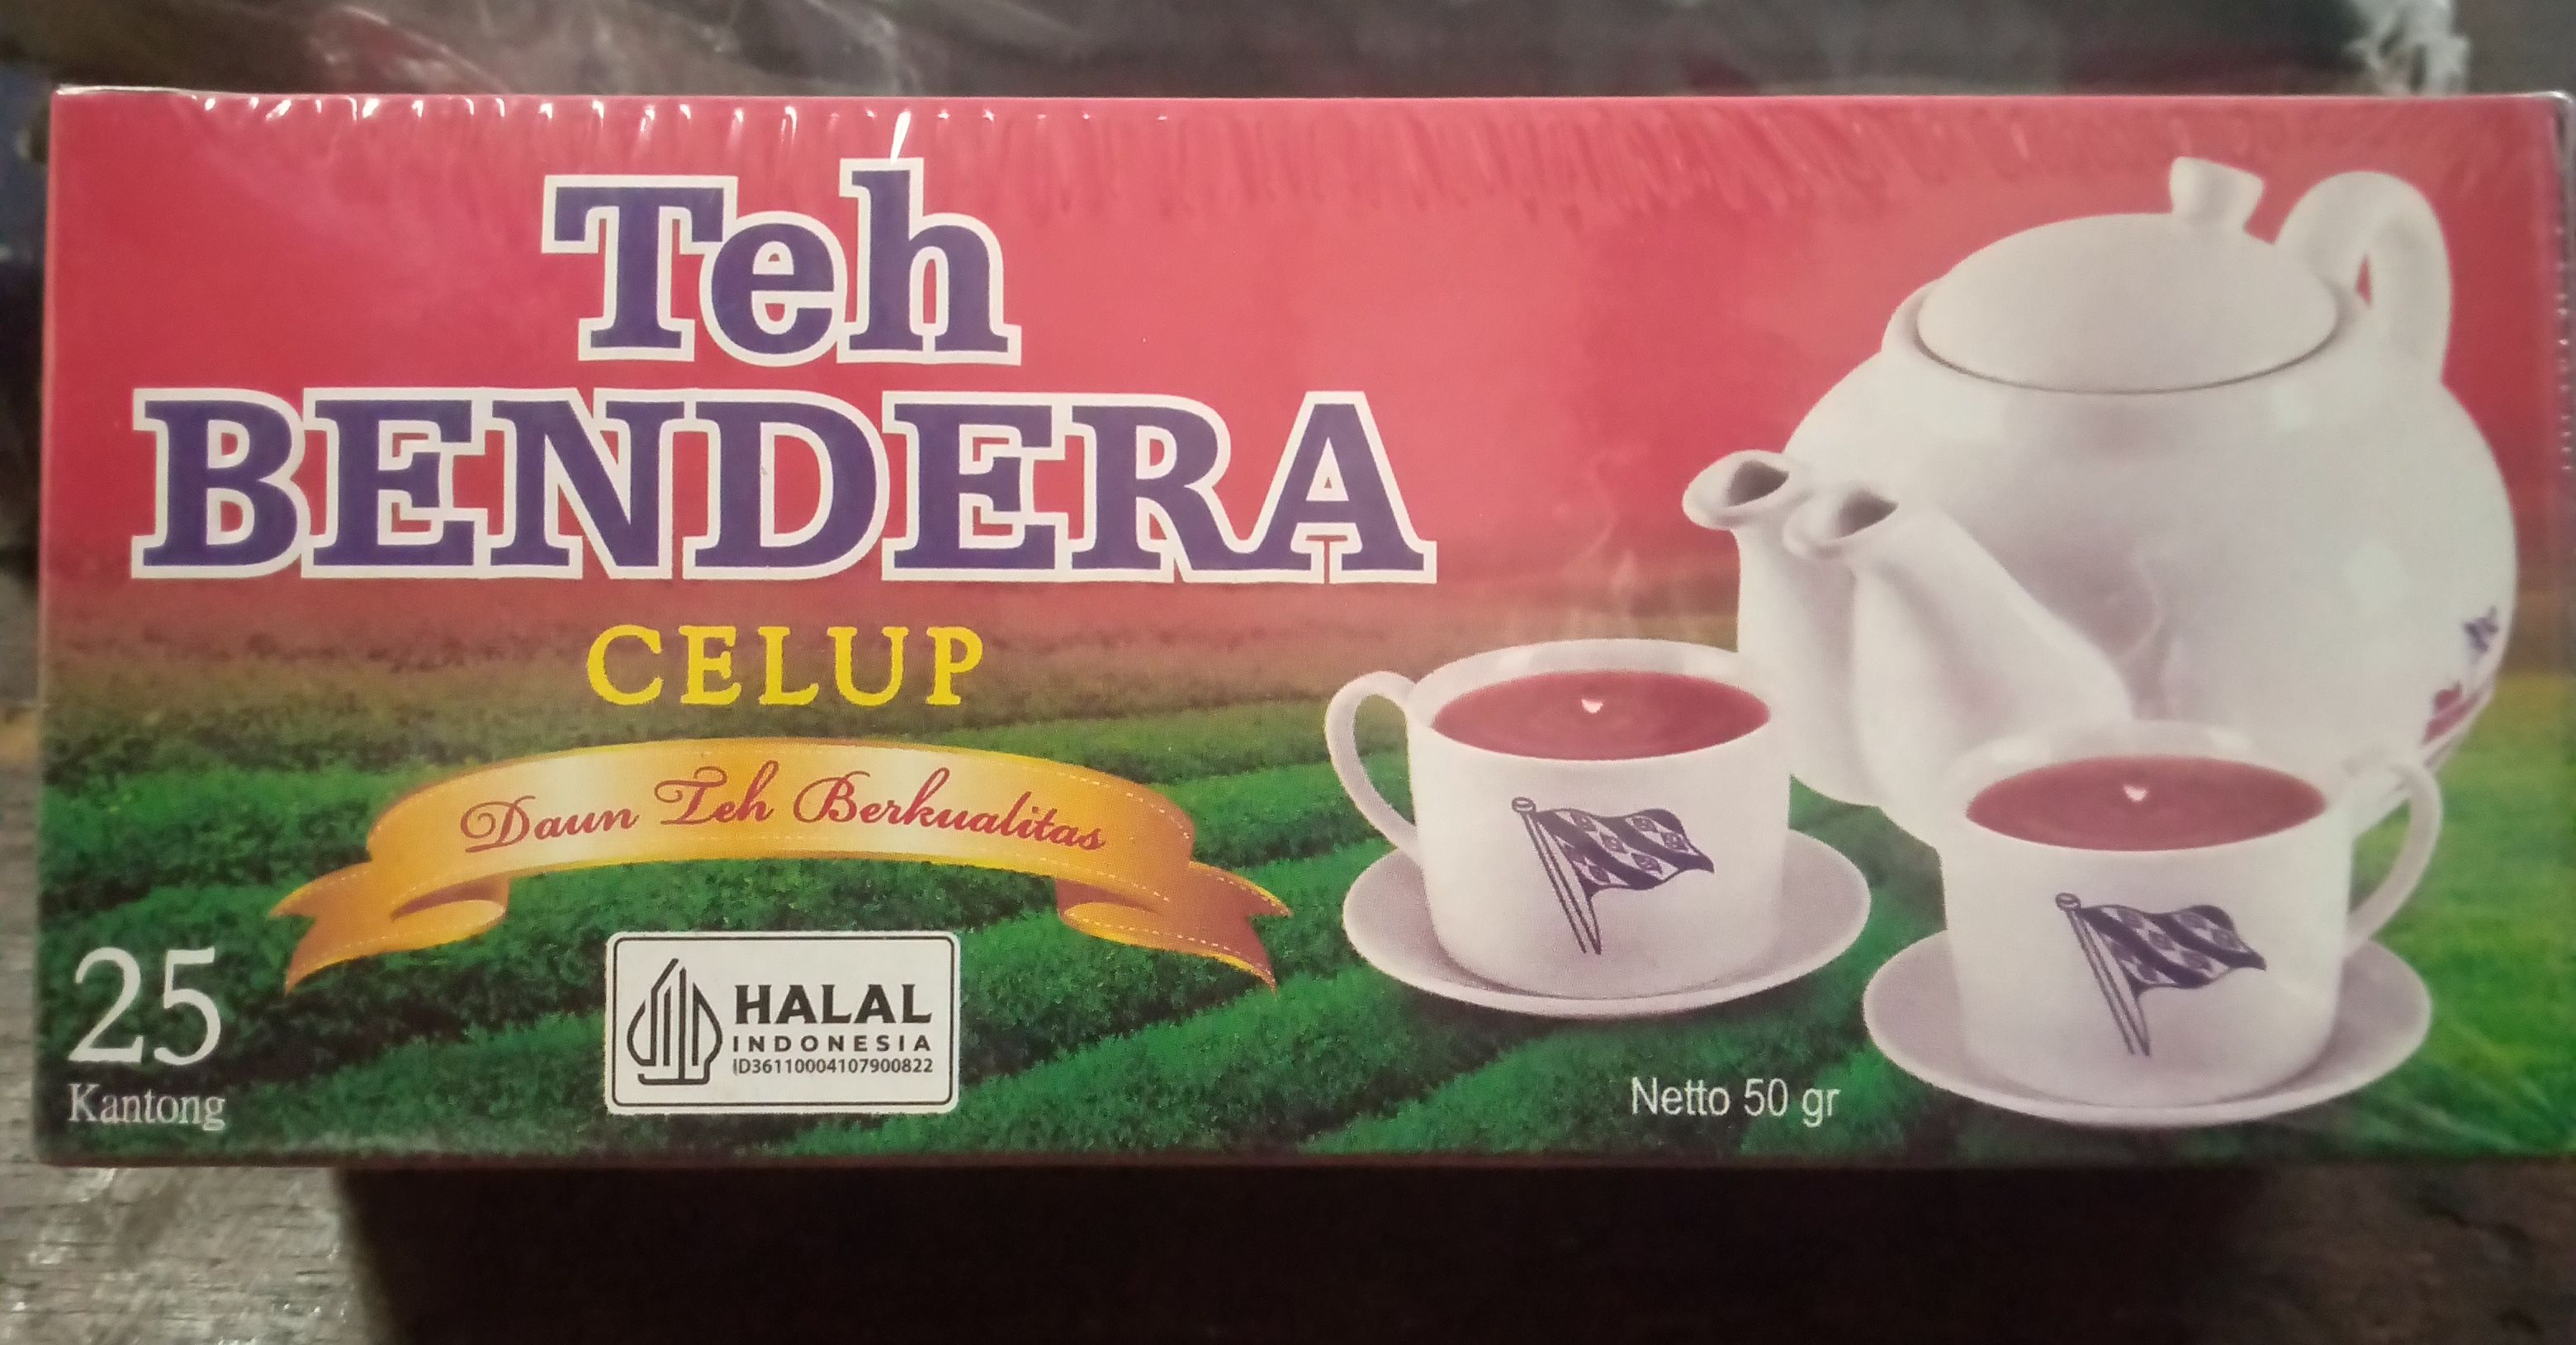 Teh
BENDERA
CELUP
Daun Teh Berkualitas
25
Kantong
HALAL
INDONESIA
ID36110004107900822
Netto 50 gr